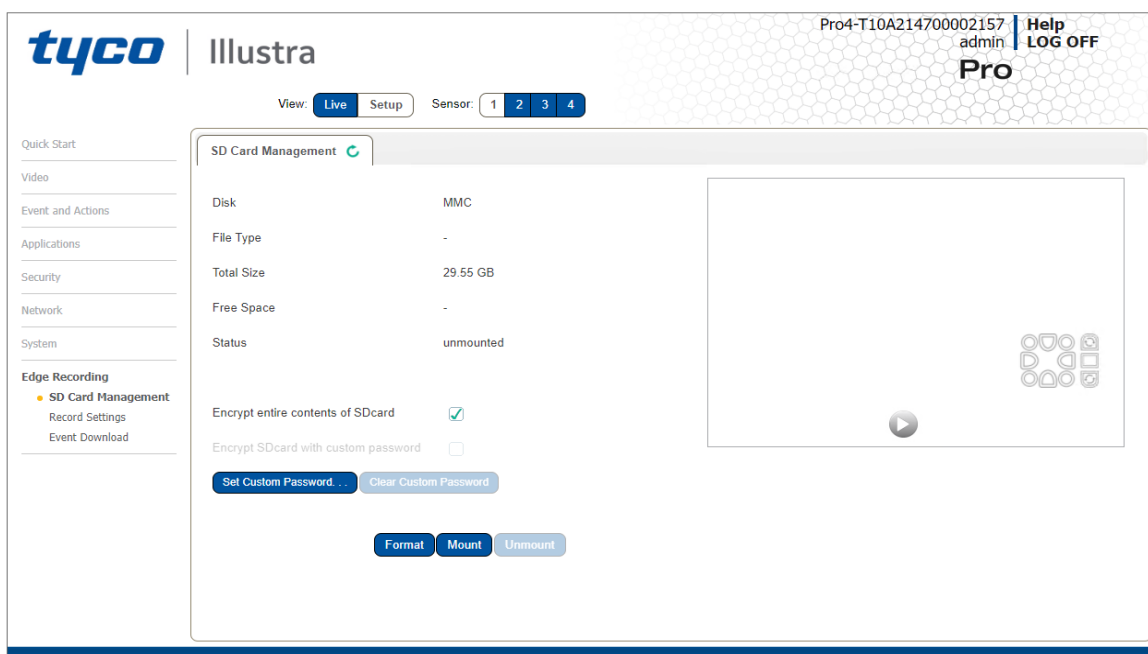 tyco Illustra
Pro4-T10A214700002157 Help
admin LOG OFF
Pro
View: Live Setup Sensor: 1 2 3 4
Quick Start
Video
Event and Actions
Applications
Security
Network
System
Edge Recording
SD Card Management
Record Settings
Event Download
SD Card Management
Disk MMC
File Type -
Total Size 29.55 GB
Free Space -
Status unmounted
Encrypt entire contents of SDcard
Encrypt SDcard with custom password
Set Custom Password. . . Clear Custom Password
Format Mount Unmount